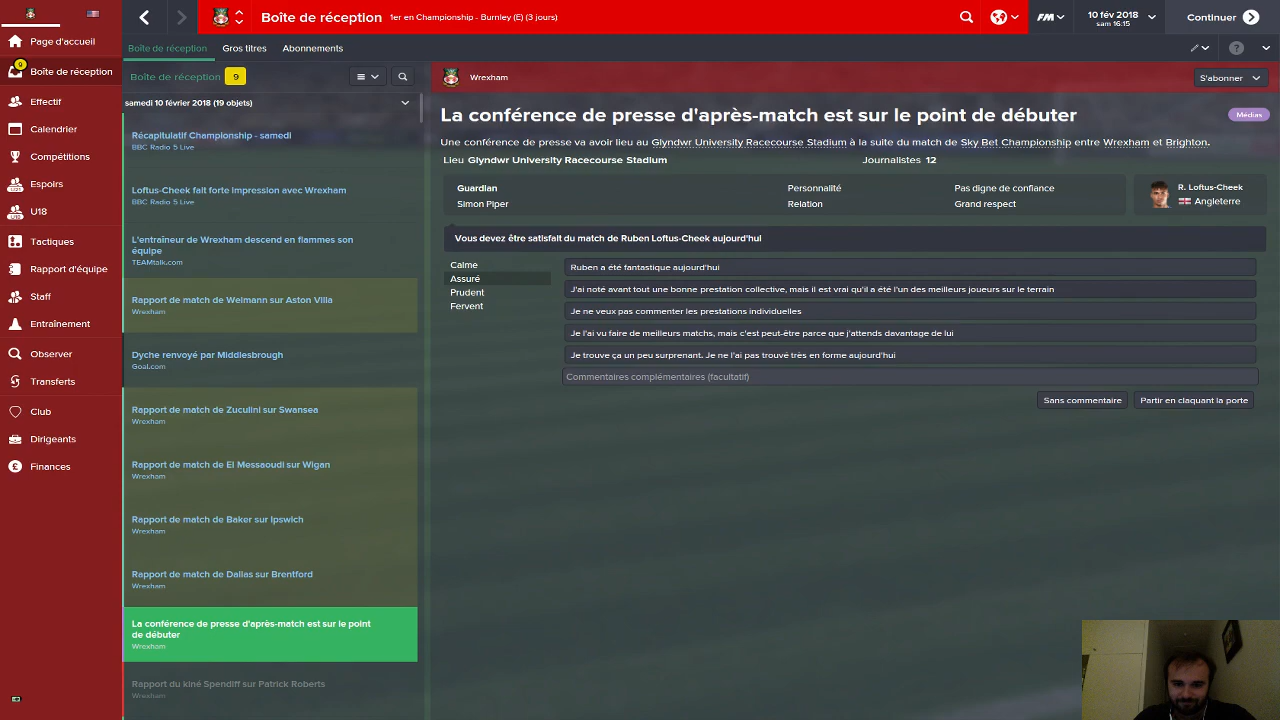 Boîte de réception
1er en Championship - Burnley (E) (3 jours)
FM
10 fév 2018
sam 16:15
Continuer
Page d'accueil
9
Boîte de réception
Effectif
Calendrier
Compétitions
Espoirs
U18
Tactiques
Rapport d'équipe
Staff
Entraînement
Observer
Transferts
Club
Dirigeants
Finances
Boîte de réception
Gros titres
Abonnements
Boîte de réception
9
samedi 10 février 2018 (19 objets)
Récapitulatif Championship - samedi
BBC Radio 5 Live
Loftus-Cheek fait forte impression avec Wrexham
BBC Radio 5 Live
L'entraîneur de Wrexham descend en flammes son
équipe
TEAMtalk.com
Rapport de match de Weimann sur Aston Villa
Wrexham
Dyche renvoyé par Middlesbrough
Goal.com
Rapport de match de Zuculini sur Swansea
Wrexham
Rapport de match de El Messaoudi sur Wigan
Wrexham
Rapport de match de Baker sur Ipswich
Wrexham
Rapport de match de Dallas sur Brentford
Wrexham
La conférence de presse d'après-match est sur le point
de débuter
Wrexham
Rapport du kiné Spendiff sur Patrick Roberts
Wrexham
Wrexham
S'abonner
La conférence de presse d'après-match est sur le point de débuter
Médias
Une conférence de presse va avoir lieu au Glyndwr University Racecourse Stadium à la suite du match de Sky Bet Championship entre Wrexham et Brighton.
Lieu Glyndwr University Racecourse Stadium
Journalistes 12
Guardian
Personnalité
Pas digne de confiance
Simon Piper
Relation
Grand respect
R. Loftus-Cheek
Angleterre
Vous devez être satisfait du match de Ruben Loftus-Cheek aujourd'hui
Calme
Assuré
Prudent
Fervent
Ruben a été fantastique aujourd'hui
J'ai noté avant tout une bonne prestation collective, mais il est vrai qu'il a été l'un des meilleurs joueurs sur le terrain
Je ne veux pas commenter les prestations individuelles
Je l'ai vu faire de meilleurs matchs, mais c'est peut-être parce que j'attends davantage de lui
Je trouve ça un peu surprenant. Je ne l'ai pas trouvé très en forme aujourd'hui
Commentaires complémentaires (facultatif)
Sans commentaire
Partir en claquant la porte